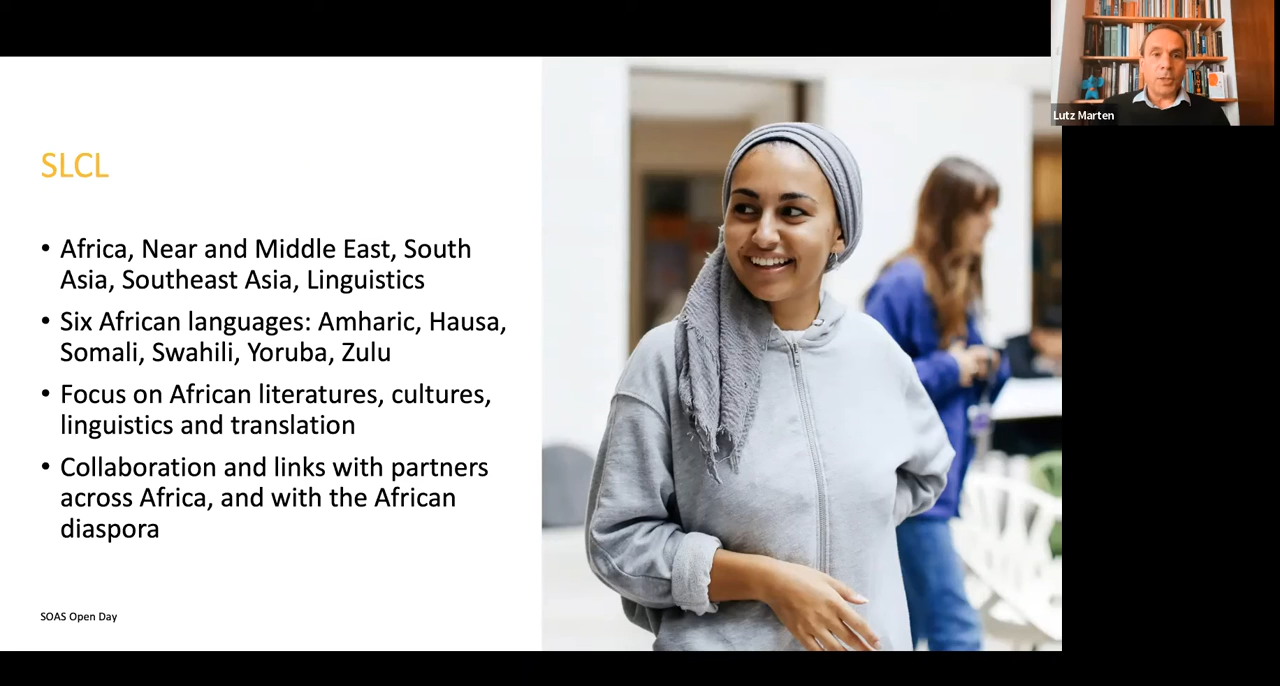 Lutz Marten
SLCL
• Africa, Near and Middle East, South
Asia, Southeast Asia, Linguistics
• Six African languages: Amharic, Hausa,
Somali, Swahili, Yoruba, Zulu
• Focus on African literatures, cultures,
linguistics and translation
• Collaboration and links with partners
across Africa, and with the African
diaspora
SOAS Open Day